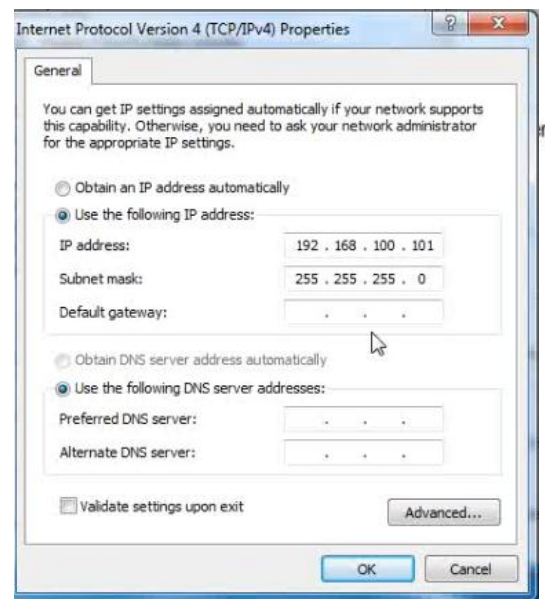 Internet Protocol Version 4 (TCP/IPv4) Properties
General
You can get IP settings assigned automatically if your network supports
this capability. Otherwise, you need to ask your network administrator
for the appropriate IP settings.
Obtain an IP address automatically
Use the following IP address:
IP address: 192 . 168 . 100 . 101
Subnet mask: 255 . 255 . 255 . 0
Default gateway: . . .
Obtain DNS server address automatically
Use the following DNS server addresses:
Preferred DNS server: . . .
Alternate DNS server: . . .
Validate settings upon exit
Advanced...
OK Cancel